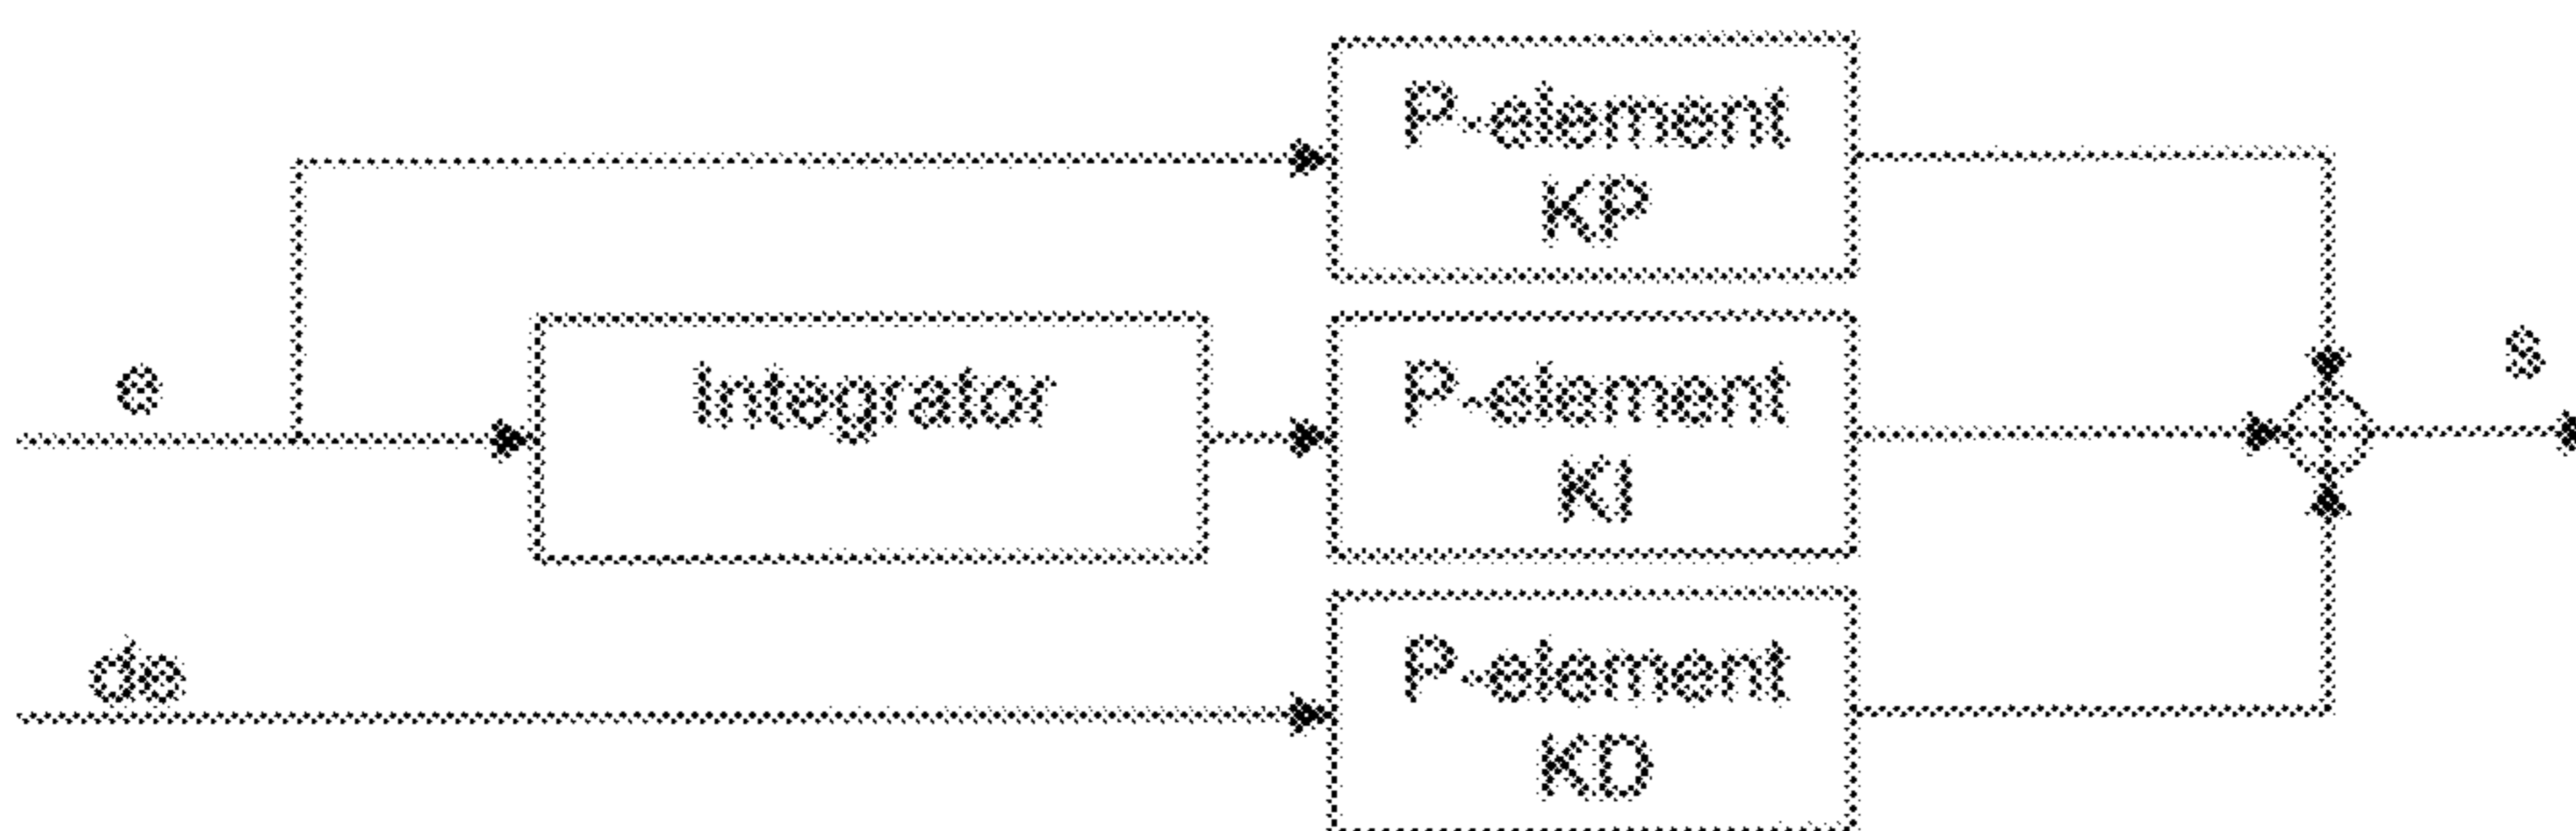 P-element
KP
e
Integrator
P-element
KI
s
de
P-element
KD